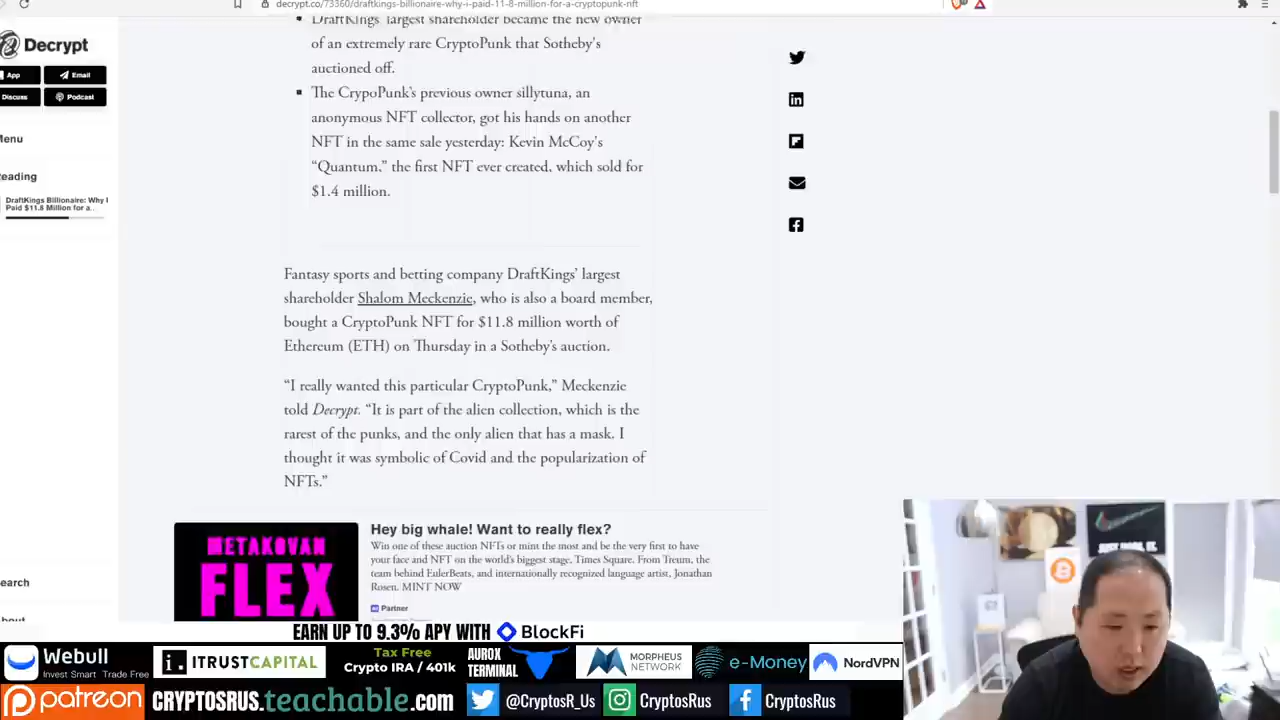 decrypt.co/73360/draftkings-billionaire-why-i-paid-11-8-million-for-a-cryptopunk-nft
Decrypt
App
Email
Discuss
Podcast
Menu
Reading
DraftKings Billionaire: Why I
Paid $11.8 Million for a...
earch
bout
DraftKings' largest shareholder became the new owner
of an extremely rare CryptoPunk that Sotheby's
auctioned off.
The CrypoPunk's previous owner sillytuna, an
anonymous NFT collector, got his hands on another
NFT in the same sale yesterday: Kevin McCoy's
“Quantum,” the first NFT ever created, which sold for
$1.4 million.
Fantasy sports and betting company DraftKings' largest
shareholder Shalom Meckenzie, who is also a board member,
bought a CryptoPunk NFT for $11.8 million worth of
Ethereum (ETH) on Thursday in a Sotheby's auction.
“I really wanted this particular CryptoPunk,” Meckenzie
told Decrypt. “It is part of the alien collection, which is the
rarest of the punks, and the only alien that has a mask. I
thought it was symbolic of Covid and the popularization of
NFTs.”
METAKOVAN
FLEX
Hey big whale! Want to really flex?
Win one of these auction NFTs or mint the most and be the very first to have
your face and NFT on the world's biggest stage, Times Square. From Treum, the
team behind EulerBeats, and internationally recognized language artist, Jonathan
Rosen. MINT NOW
Partner
EARN UP TO 9.3% APY WITH BlockFi
Webull
Invest Smart Trade Free
ITRUSTCAPITAL
Tax Free
Crypto IRA / 401k
AUROX
TERMINAL
MORPHEUS
NETWORK
e-Money
NordVPN
patreon
CRYPTOSRUS.teachable.com
@CryptosR_Us
CryptosRus
CryptosRus